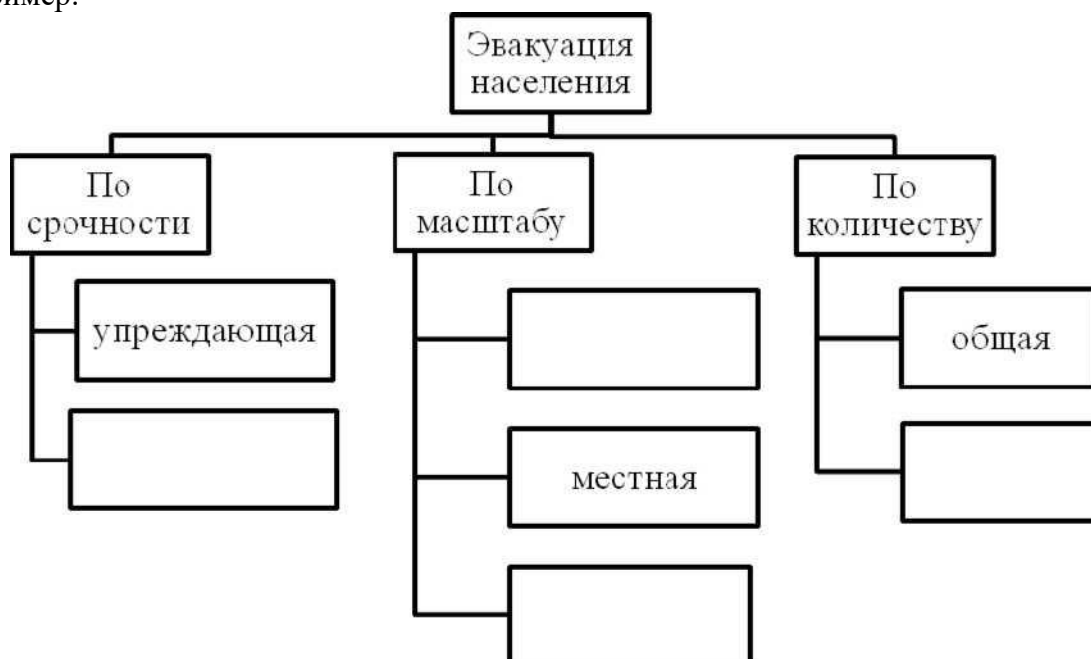 Эвакуация
населения
По
срочности
По
масштабу
По
количеству
упреждающая
общая
местная